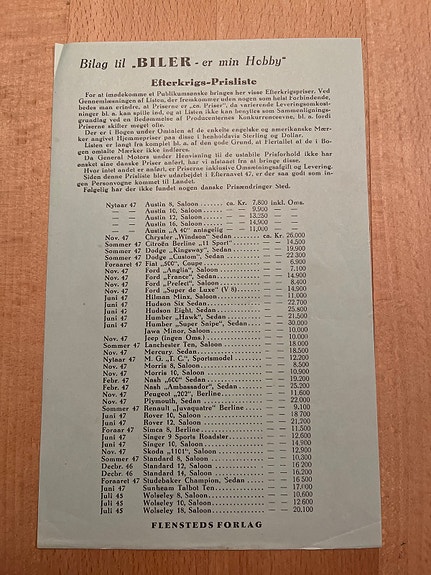 Bilag til „BILER - er min Hobby“
Efterkrigs-Prisliste
For at imødekomme et Publikumsønske bringes her visse Efterkrigspriser. Ved
Gennemlæsningen af Listen, der fremkommer uden nogen som helst Forbindende,
bedes man erindre, at Priserne er „ca. Priser“, da varierende Leveringsomkost-
ninger bl. a. kan spille ind, og at Listen ikke kan benyttes som Sammenlignings-
grundlag ved en Bedømmelse af Producenternes Konkurrenceevne, bl. a. fordi
Priserne skifter meget ofte.
Der er i Bogen under Omtalen af de enkelte engelske og amerikanske Mær-
ker angivet Hjemmepriser paa disse i henholdsvis Sterling og Dollar.
Listen er langt fra komplet bl. a. af den gode Grund, at Flertallet af de i Bo-
gen omtalte Mærker ikke indføres.
Da General Motors under Henvisning til de ustabile Prisforhold ikke har
ønsket sine danske Priser anført, har vi afstaaet fra at bringe disse.
Hvor intet andet er anført, er Priserne inklusive Omsætningsafgift og Levering.
Siden denne Prisliste blev udarbejdet i Efteraaret 47, er der saa godt som in-
gen Personvogne kommet til Landet.
Følgelig har der ikke fundet nogen danske Prisændringer Sted.
Nytaar 47 Austin 8, Saloon ca. Kr. 7.800 inkl. Oms.
— — Austin 10, Saloon — — 9.900 —
— — Austin 12, Saloon — — 13.250 —
— — Austin 16, Saloon — — 14.900 —
— — Austin „A 40“ antagelig — — 11.000 —
Nov. 47 Chrysler „Windsor“ Sedan ca. Kr. 26.000
Sommer 47 Citroën Berline „11 Sport“ — — 14.500
Sommer 47 Dodge „Kingsway“ — — 19.900
Sommer 47 Dodge „Custom“, Sedan — — 22.300
Foraaret 47 Fiat „500“, Coupe — — 6.900
Nov. 47 Ford „Anglia“, Saloon — — 7.100
Nov. 47 Ford „France“, Sedan — — 14.900
Nov. 47 Ford „Prefect“, Saloon — — 8.400
Nov. 47 Ford „Super de Luxe“ (V 8) — — 14.900
Juni 47 Hilman Minx, Saloon — — 11.000
Juni 47 Hudson Six Sedan — — 22.700
Juni 47 Hudson Eight, Sedan — — 25.800
Juni 47 Humber „Hawk“, Sedan — — 21.500
Juni 47 Humber „Super Snipe“, Sedan — — 30.000
Jawa Minor, Saloon — — 10.000
Nov. 47 Jeep (ingen Oms.) — — 10.000
Sommer 47 Lanchester Ten, Saloon — — 18.000
Nov. 47 Mercury, Sedan — — 18.500
Nytaar 47 M. G. „T. C.“, Sportsmodel — — 12.200
Nov. 47 Morris 8, Saloon — — 8.500
Nov. 47 Morris 10, Saloon — — 10.900
Febr. 47 Nash „600“ Sedan — — 19.200
Nov. 47 Nash „Ambassador“, Sedan — — 25.200
Nov. 47 Peugeot „202“, Berline — — 11.600
Nov. 47 Plymouth, Sedan — — 22.000
Sommer 47 Renault „Juvaquatre“ Berline — — 9.100
Juni 47 Rover 10, Saloon — — 18 700
Juni 47 Rover 12, Saloon — — 21.200
Foraar 47 Simca 8, Berline — — 11.500
Juni 47 Singer 9 Sports Roadster — — 12.600
Juni 47 Singer 10, Saloon — — 14.900
Nov. 47 Skoda „1101“, Saloon — — 12.900
Sommer 47 Standard 8, Saloon — — 10.300
Decbr. 46 Standard 12, Saloon — — 16 200
Decbr. 46 Standard 14, Saloon — — 16.200
Foraaret 47 Studebaker Champion, Sedan — — 16 500
Juni 47 Sunbeam Talbot Ten — — 17.000
Juli 45 Wolseley 8, Saloon — — 10.600
Juli 45 Wolseley 10, Saloon — — 12.600
Juli 45 Wolseley 18, Saloon — — 20.100
FLENSTEDS FORLAG